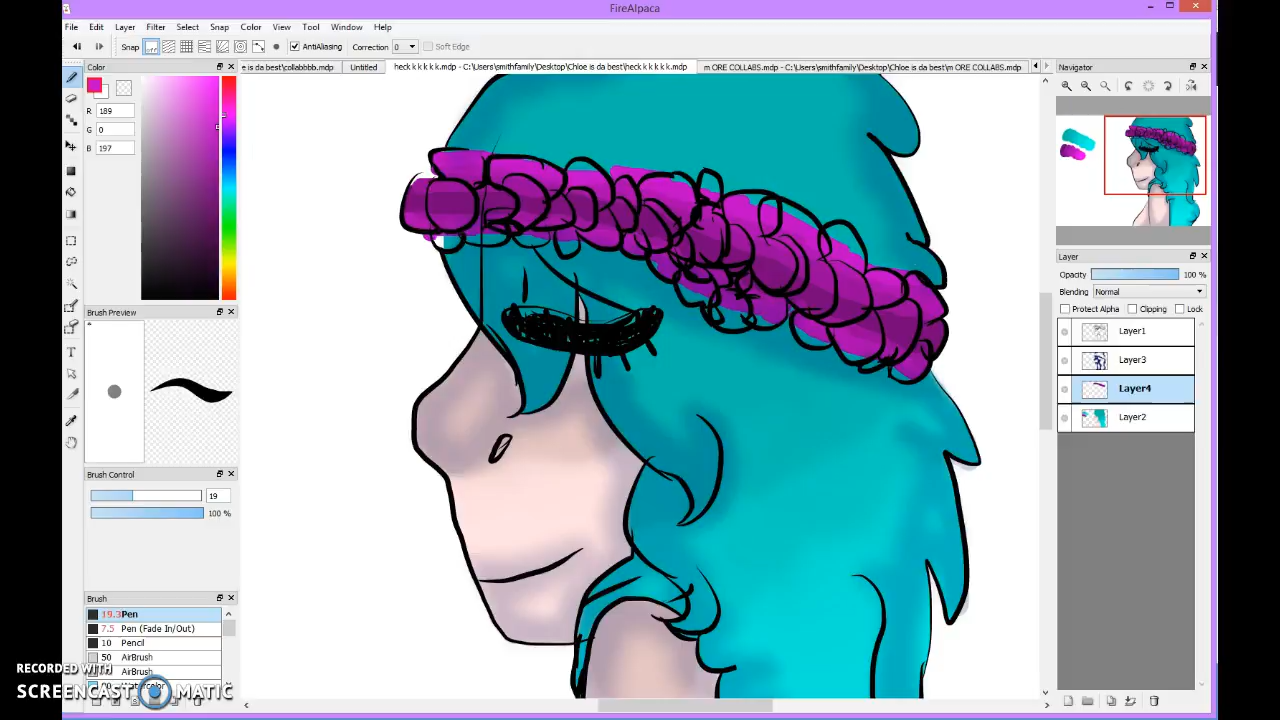 FireAlpaca
File Edit Layer Filter Select Snap Color View Tool Window Help
Snap AntiAliasing Correction 0 Soft Edge
Color
e is da best\collabbbb.mdp Untitled heck k k k k k.mdp - C:\Users\smithfamily\Desktop\Chloe is da best\heck k k k k k.mdp m ORE COLLABS.mdp - C:\Users\smithfamily\Desktop\Chloe is da best\m ORE COLLABS.mdp
Navigator
R 189
G 0
B 197
Layer
Opacity 100 %
Blending Normal
Protect Alpha Clipping Lock
Brush Preview
Layer1
Layer3
Layer4
Layer2
Brush Control
19
100 %
Brush
19.3 Pen
7.5 Pen (Fade In/Out)
10 Pencil
50 AirBrush
AirBrush
RECORDED WITH
SCREENCAST MATIC